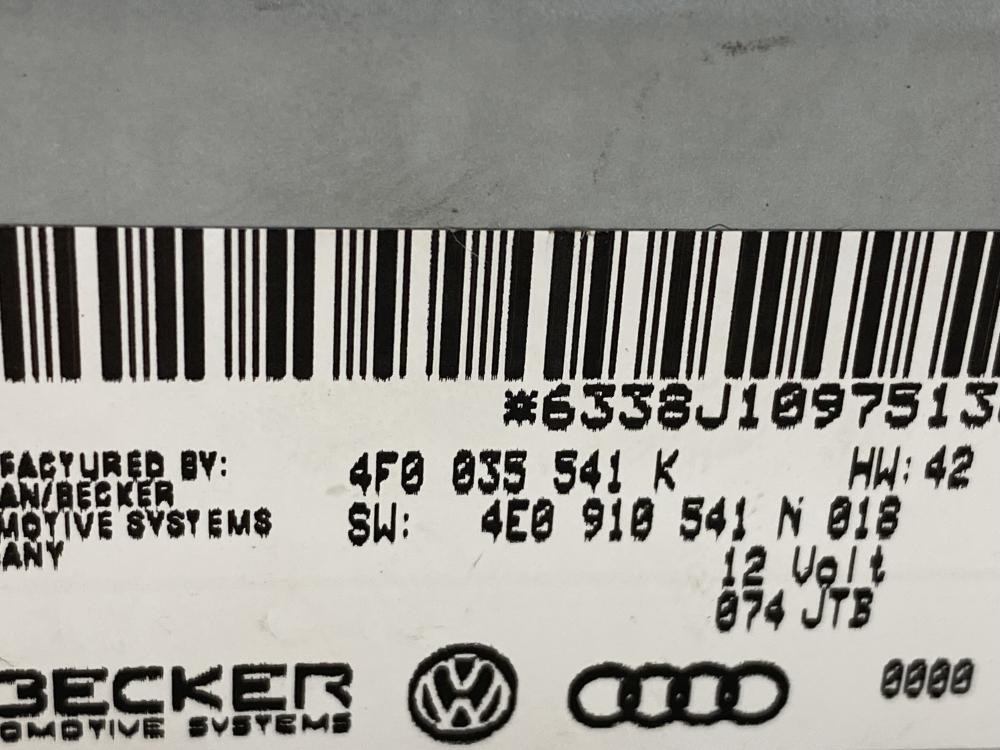 *6338J1097513
FACTURED BY:
4F0 035 541 K HW: 42
AN/BECKER
MOTIVE SYSTEMS
SW: 4E0 910 541 N 018
ANY
12 Volt
074 JTB
BECKER
OMOTIVE SYSTEMS
0000